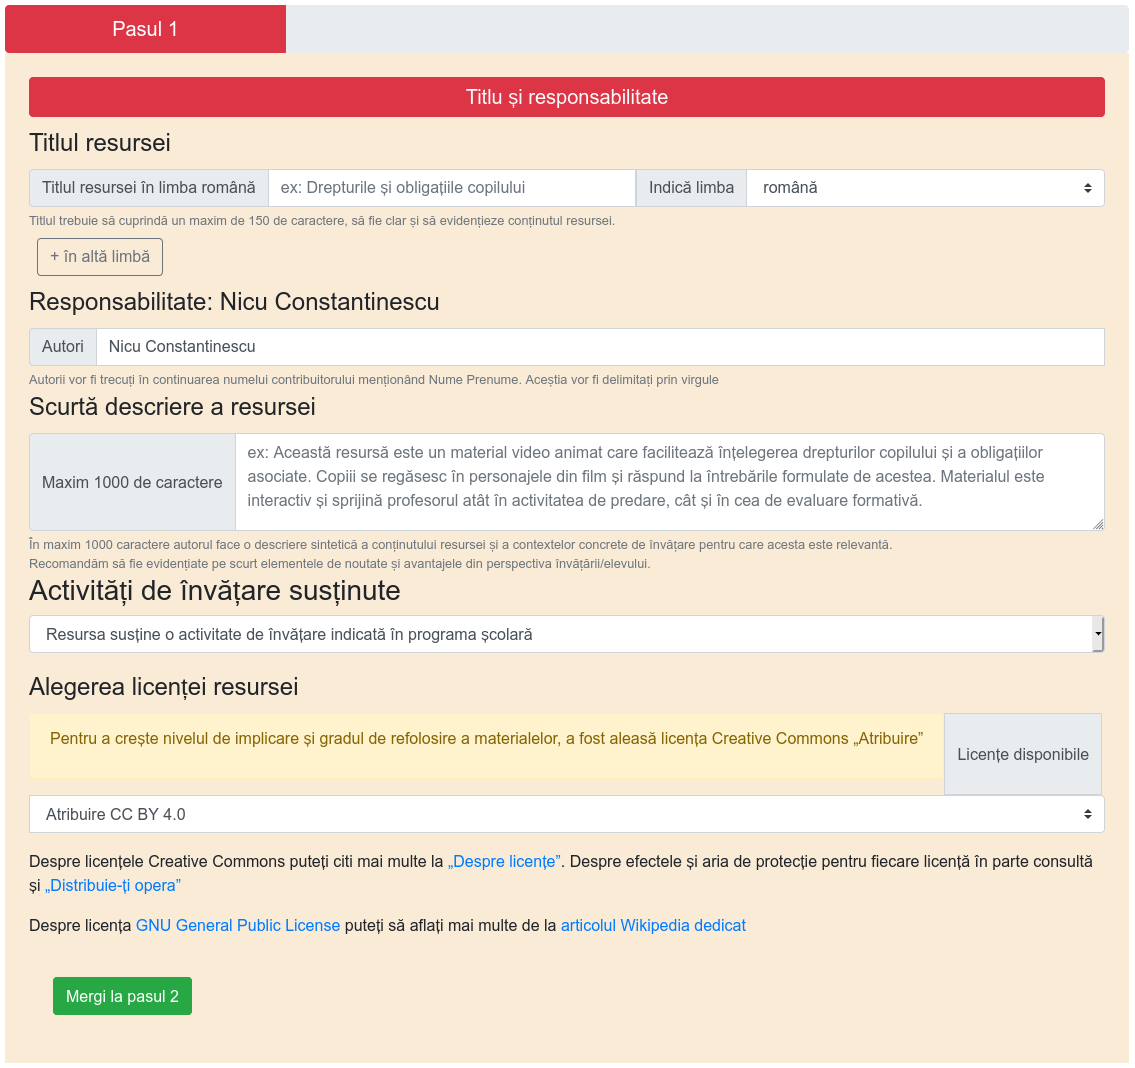 Pasul 1
Titlu și responsabilitate
Titlul resursei
Titlul resursei în limba română ex: Drepturile și obligațiile copilului Indică limba română
Titlul trebuie să cuprindă un maxim de 150 de caractere, să fie clar și să evidențieze conținutul resursei.
+ în altă limbă
Responsabilitate: Nicu Constantinescu
Autori Nicu Constantinescu
Autorii vor fi trecuți în continuarea numelui contribuitorului menționând Nume Prenume. Aceștia vor fi delimitați prin virgule
Scurtă descriere a resursei
Maxim 1000 de caractere
ex: Această resursă este un material video animat care facilitează înțelegerea drepturilor copilului și a obligațiilor
asociate. Copiii se regăsesc în personajele din film și răspund la întrebările formulate de acestea. Materialul este
interactiv și sprijină profesorul atât în activitatea de predare, cât și în cea de evaluare formativă.
În maxim 1000 caractere autorul face o descriere sintetică a conținutului resursei și a contextelor concrete de învățare pentru care acesta este relevantă.
Recomandăm să fie evidențiate pe scurt elementele de noutate și avantajele din perspectiva învățării/elevului.
Activități de învățare susținute
Resursa susține o activitate de învățare indicată în programa școlară
Alegerea licenței resursei
Pentru a crește nivelul de implicare și gradul de refolosire a materialelor, a fost aleasă licența Creative Commons „Atribuire”
Licențe disponibile
Atribuire CC BY 4.0
Despre licențele Creative Commons puteți citi mai multe la „Despre licențe”. Despre efectele și aria de protecție pentru fiecare licență în parte consultă
și „Distribuie-ți opera”
Despre licența GNU General Public License puteți să aflați mai multe de la articolul Wikipedia dedicat
Mergi la pasul 2